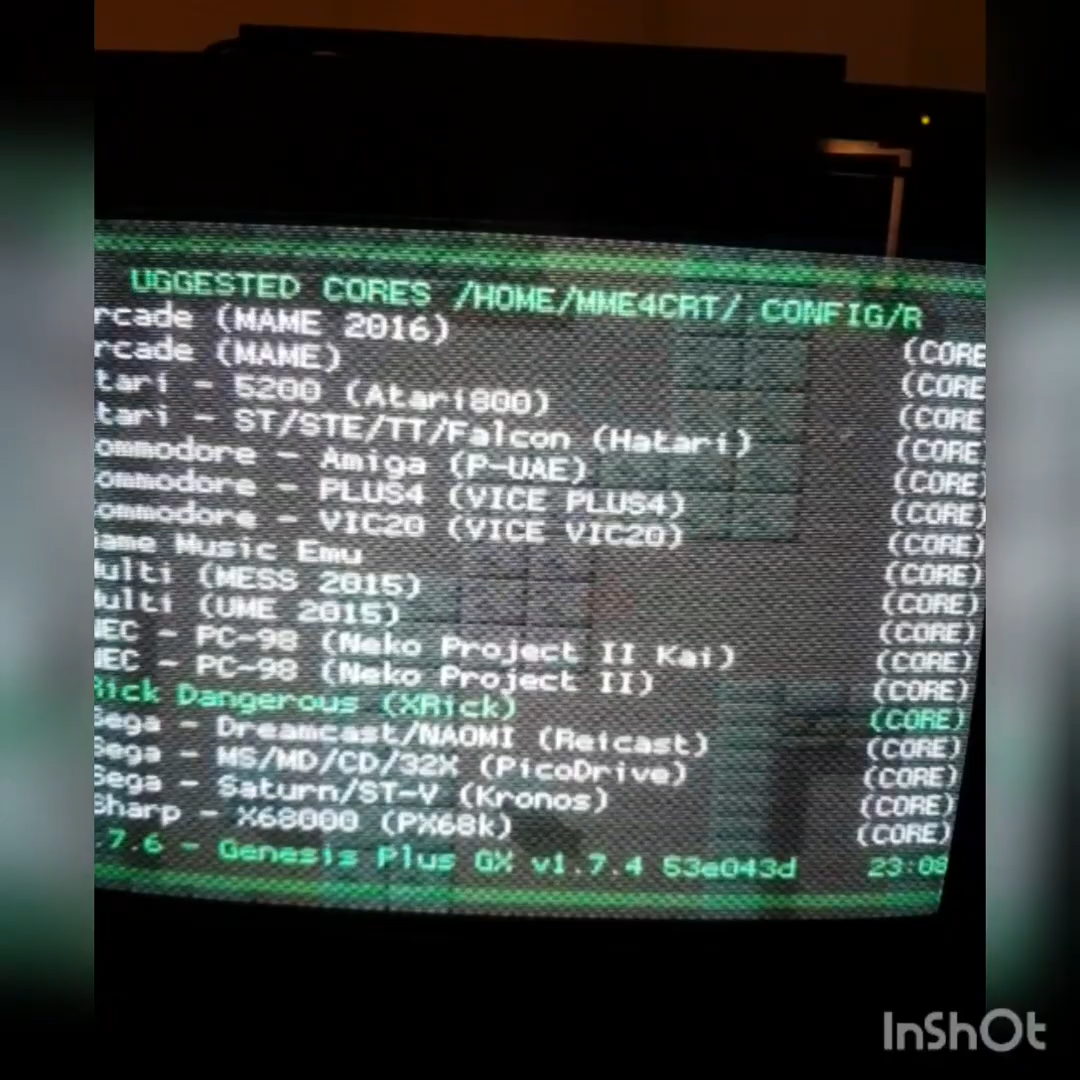 UGGESTED CORES /HOME/MME4CRT/ CONFIG/R
rcade (MAME 2016) (CORE
rcade (MAME) (CORE
tari - 5200 (Atari800) (CORE
tari - ST/STE/TT/Falcon (Hatari) (CORE
ommodore - Amiga (P-UAE) (CORE)
ommodore - PLUS4 (VICE PLUS4) (CORE)
ommodore - VIC20 (VICE VIC20) (CORE)
ame Music Emu (CORE)
ulti (MESS 2015) (CORE)
ulti (UME 2015) (CORE)
NEC - PC-98 (Neko Project II Kai) (CORE)
NEC - PC-98 (Neko Project II) (CORE)
Rick Dangerous (XRick) (CORE)
Sega - Dreamcast/NAOMI (Reicast) (CORE)
Sega - MS/MD/CD/32X (PicoDrive) (CORE)
Sega - Saturn/ST-V (Kronos) (CORE)
Sharp - X68000 (PX68k) (CORE)
.7.6 - Genesis Plus GX v1.7.4 53e043d 23:08
InShOt